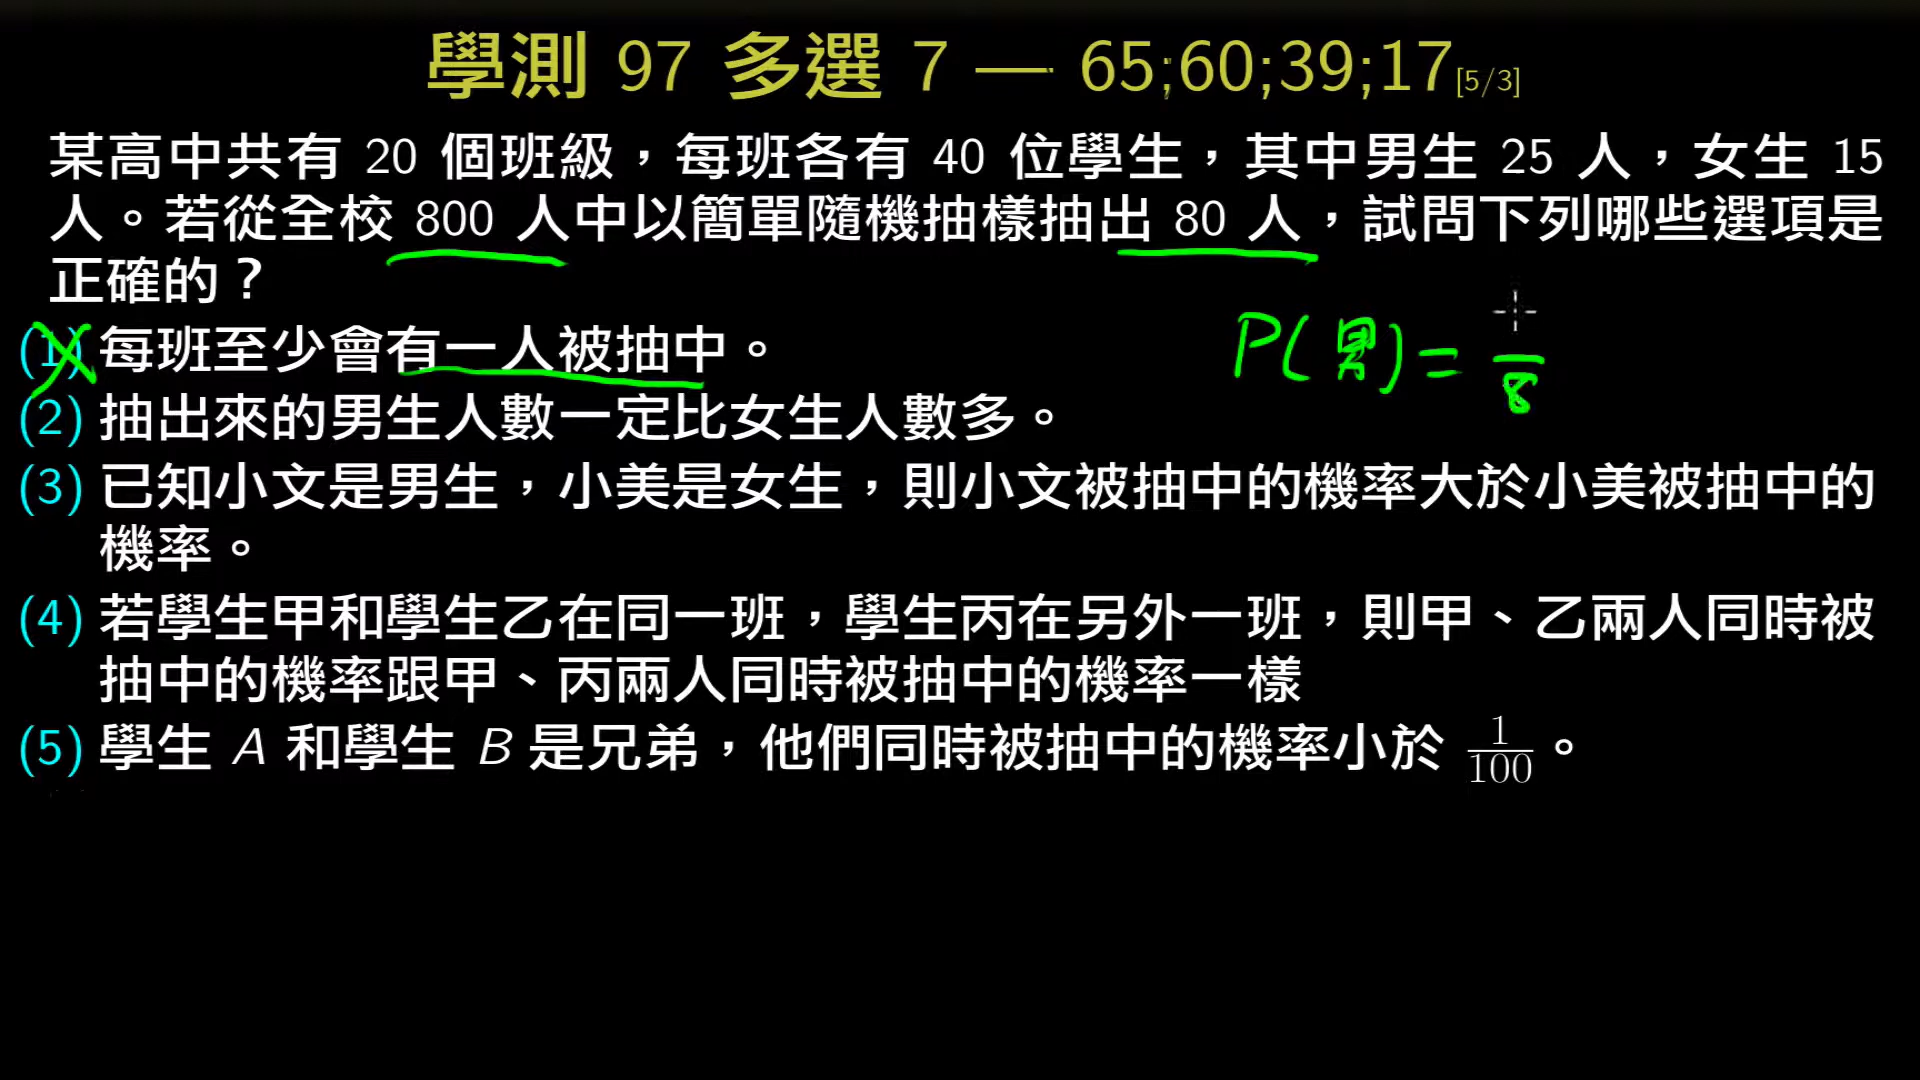 學測 97 多選 7 — 65;60;39;17[5/3]
某高中共有 20 個班級，每班各有 40 位學生，其中男生 25 人，女生 15
人。若從全校 800 人中以簡單隨機抽樣抽出 80 人，試問下列哪些選項是
正確的？
(1) 每班至少會有一人被抽中。
P(男)= /8
(2) 抽出來的男生人數一定比女生人數多。
(3) 已知小文是男生，小美是女生，則小文被抽中的機率大於小美被抽中的
機率。
(4) 若學生甲和學生乙在同一班，學生丙在另外一班，則甲、乙兩人同時被
抽中的機率跟甲、丙兩人同時被抽中的機率一樣
(5) 學生 A 和學生 B 是兄弟，他們同時被抽中的機率小於 1/100。